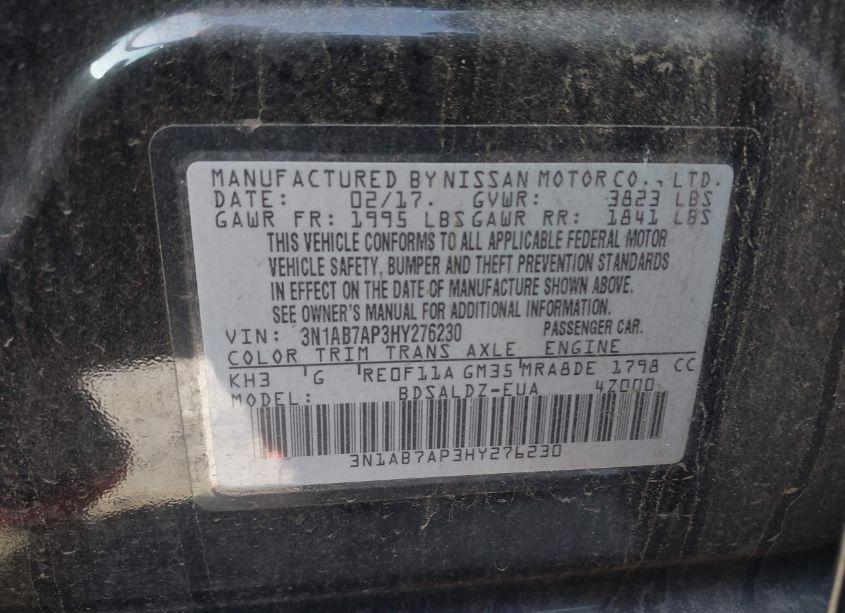 MANUFACTURED BY NISSAN MOTOR CO., LTD.
DATE: 02/17. GVWR: 3823 LBS
GAWR FR: 1995 LBS GAWR RR: 1841 LBS
THIS VEHICLE CONFORMS TO ALL APPLICABLE FEDERAL MOTOR
VEHICLE SAFETY, BUMPER AND THEFT PREVENTION STANDARDS
IN EFFECT ON THE DATE OF MANUFACTURE SHOWN ABOVE.
SEE OWNER'S MANUAL FOR ADDITIONAL INFORMATION.
VIN: 3N1AB7AP3HY276230 PASSENGER CAR.
COLOR TRIM TRANS AXLE ENGINE
KH3 G RE0F11A GM35 MRA8DE 1798 CC
MODEL: BDSALDZ-EUA 4Z000
3N1AB7AP3HY276230